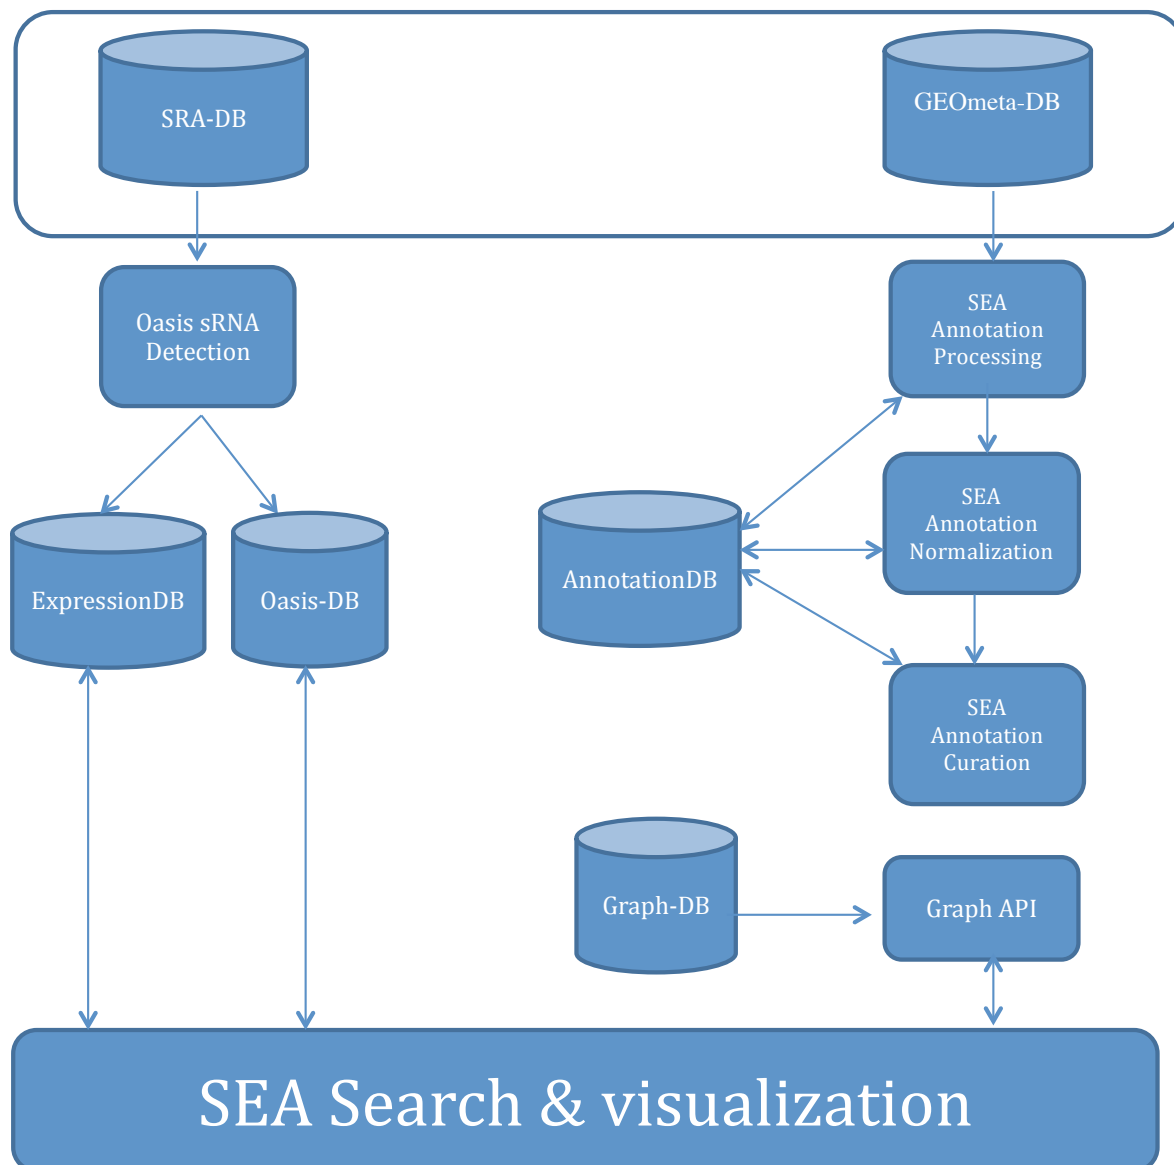 SRA-DB
GEOmeta-DB
Oasis sRNA
Detection
SEA
Annotation
Processing
SEA
Annotation
Normalization
ExpressionDB
Oasis-DB
AnnotationDB
SEA
Annotation
Curation
Graph-DB
Graph API
SEA Search & visualization